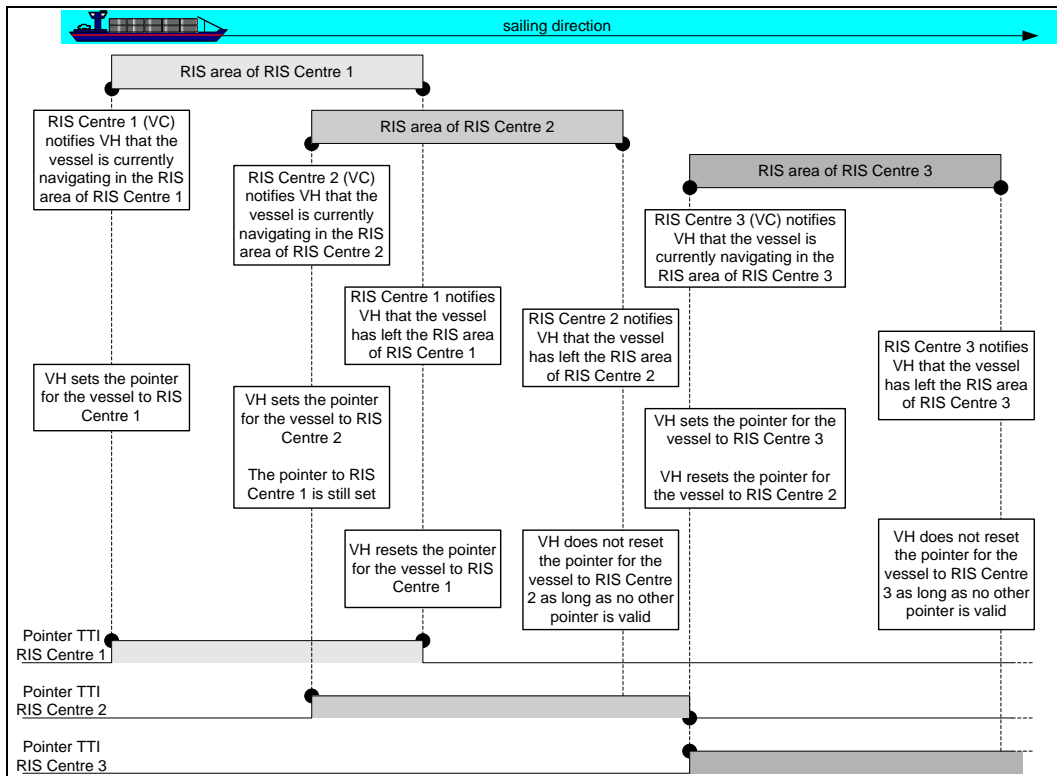 sailing direction
RIS area of RIS Centre 1
RIS area of RIS Centre 2
RIS area of RIS Centre 3
RIS Centre 1 (VC)
notifies VH that the
vessel is currently
navigating in the RIS
area of RIS Centre 1
RIS Centre 2 (VC)
notifies VH that the
vessel is currently
navigating in the RIS
area of RIS Centre 2
RIS Centre 3 (VC) notifies
VH that the vessel is
currently navigating in the
RIS area of RIS Centre 3
RIS Centre 1 notifies
VH that the vessel
has left the RIS area
of RIS Centre 1
RIS Centre 2 notifies
VH that the vessel
has left the RIS area
of RIS Centre 2
RIS Centre 3 notifies
VH that the vessel
has left the RIS area
of RIS Centre 3
VH sets the pointer
for the vessel to RIS
Centre 1
VH sets the pointer
for the vessel to RIS
Centre 2
The pointer to RIS
Centre 1 is still set
VH sets the pointer for the
vessel to RIS Centre 3
VH resets the pointer for
the vessel to RIS Centre 2
VH resets the pointer
for the vessel to RIS
Centre 1
VH does not reset
the pointer for the
vessel to RIS Centre
2 as long as no other
pointer is valid
VH does not reset
the pointer for the
vessel to RIS Centre
3 as long as no other
pointer is valid
Pointer TTI
RIS Centre 1
Pointer TTI
RIS Centre 2
Pointer TTI
RIS Centre 3